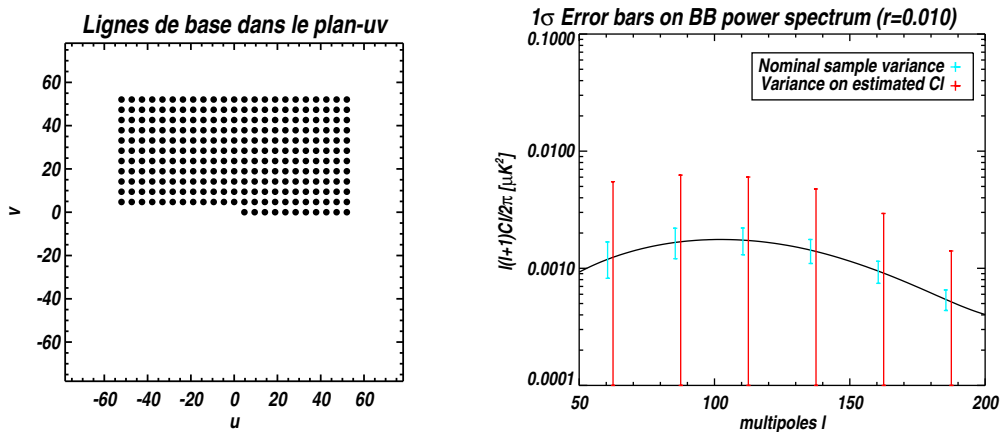 Lignes de base dans le plan-uv
60
40
20
0
-20
-40
-60
v
-60 -40 -20 0 20 40 60
u
1σ Error bars on BB power spectrum (r=0.010)
0.1000
0.0100
0.0010
0.0001
l(l+1)Cl/2π [μK²]
Nominal sample variance
Variance on estimated Cl
50 100 150 200
multipoles l